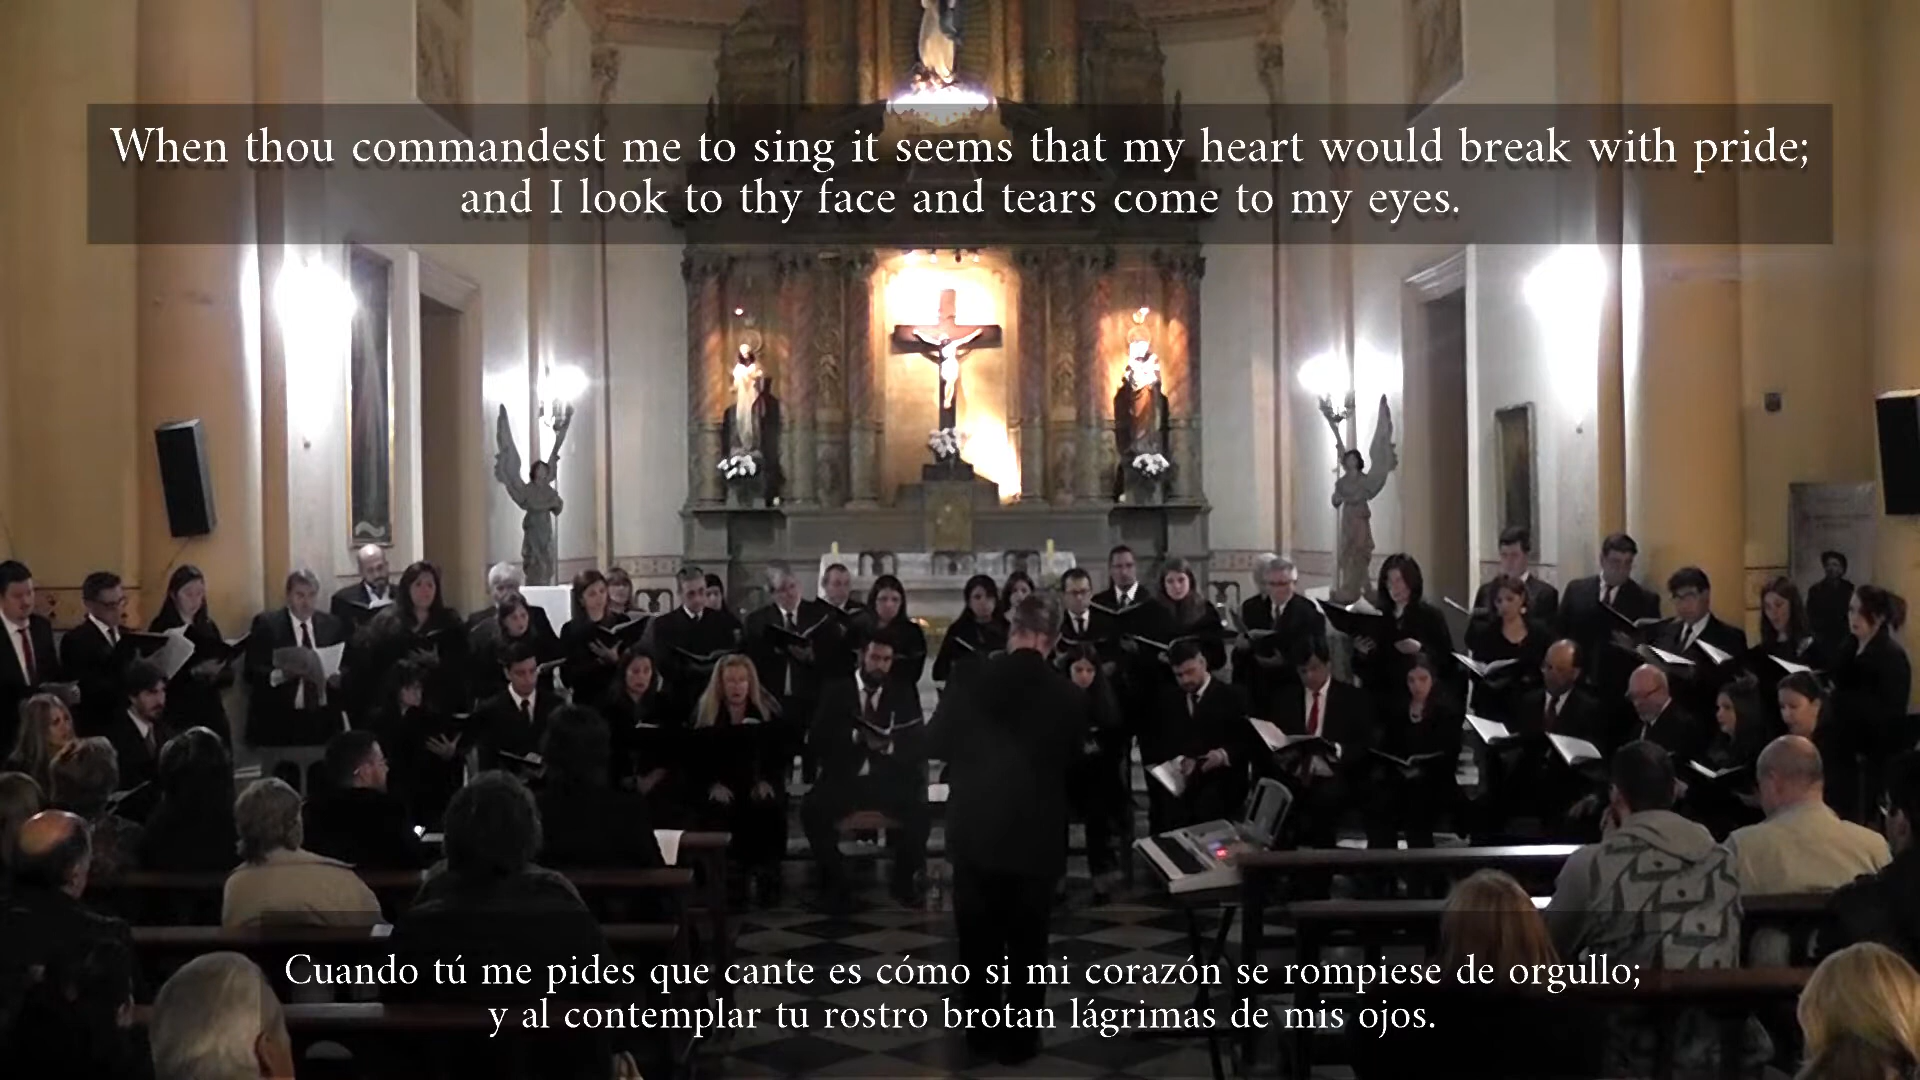 When thou commandest me to sing it seems that my heart would break with pride;
and I look to thy face and tears come to my eyes.
Cuando tú me pides que cante es cómo si mi corazón se rompiese de orgullo;
y al contemplar tu rostro brotan lágrimas de mis ojos.